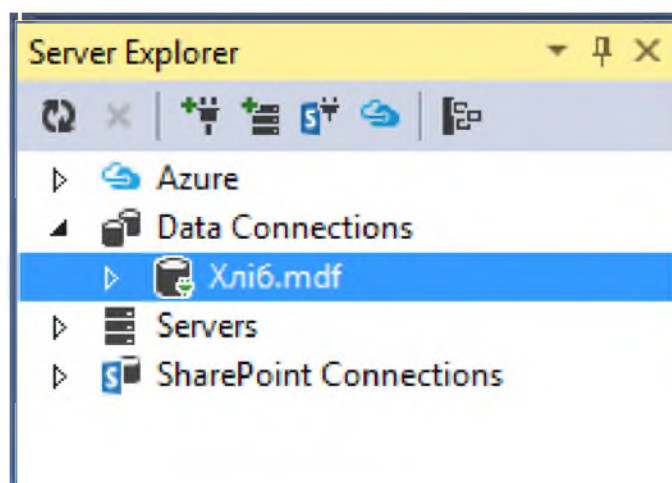 Server Explorer
Azure
Data Connections
Хліб.mdf
Servers
SharePoint Connections